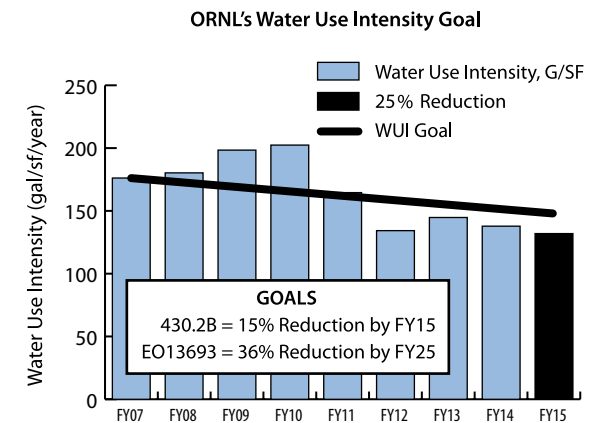 ORNL's Water Use Intensity Goal
Water Use Intensity, G/SF
25% Reduction
WUI Goal
Water Use Intensity (gal/sf/year)
250
200
150
100
50
0
GOALS
430.2B = 15% Reduction by FY15
EO13693 = 36% Reduction by FY25
FY07 FY08 FY09 FY10 FY11 FY12 FY13 FY14 FY15